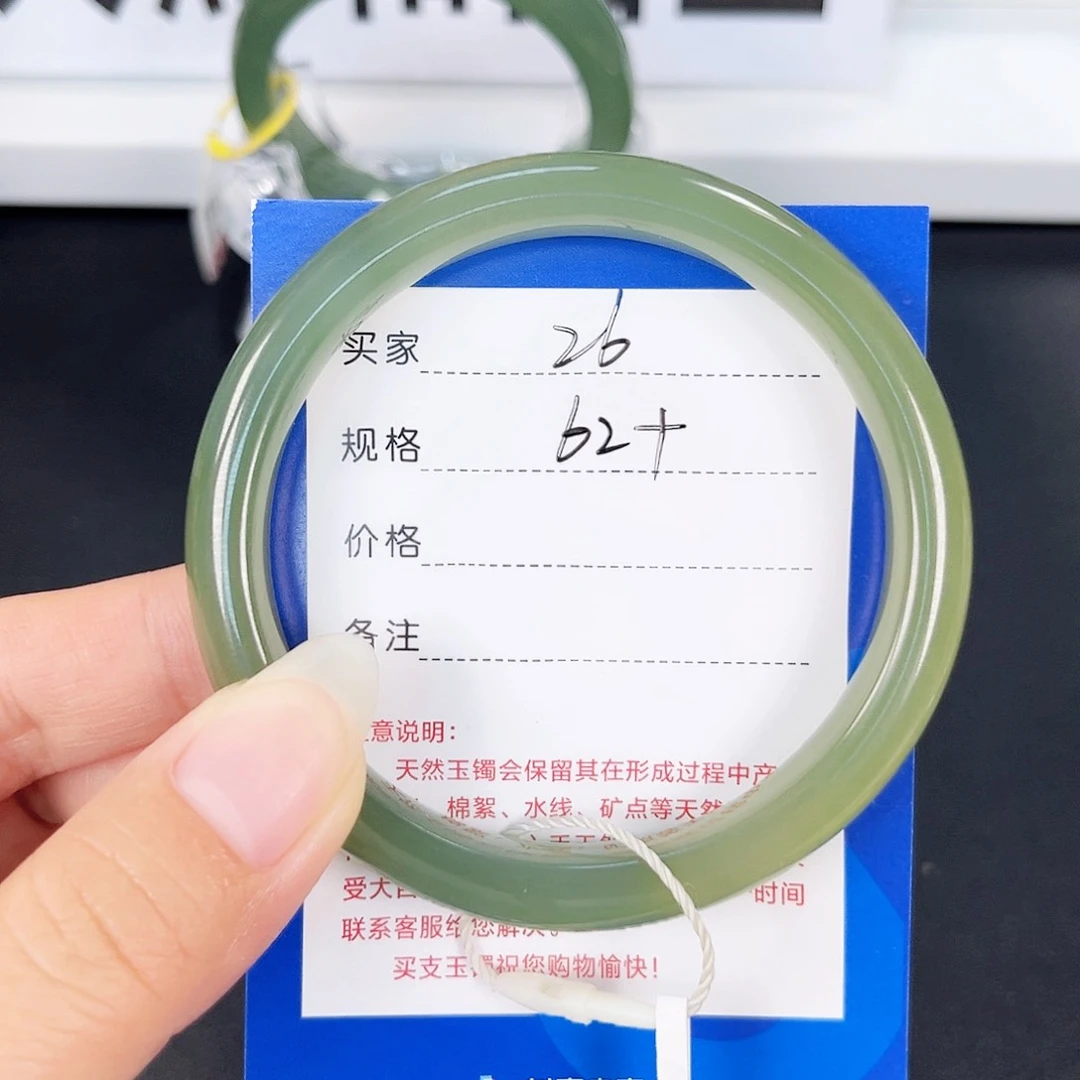 买家 26
规格 62+
价格
备注
意说明:
天然玉镯会保留其在形成过程中产
棉絮、水线、矿点等天然
受大 时间
联系客服给您解决。
买支玉镯祝您购物愉快!